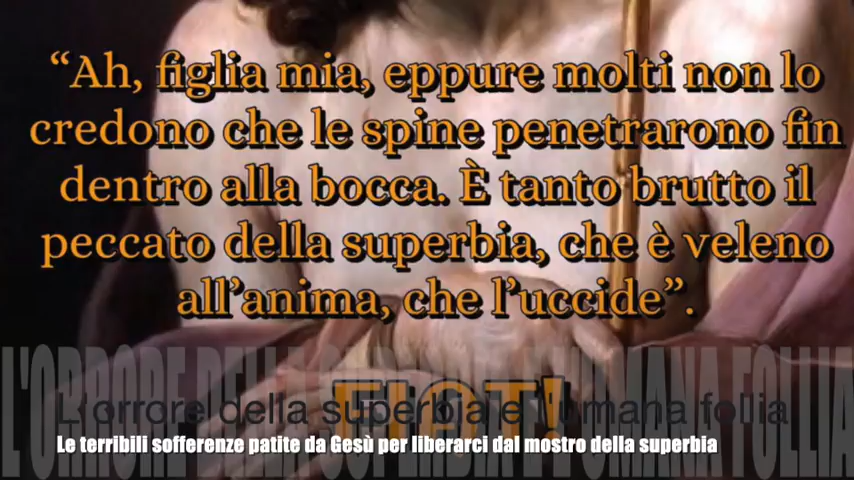 “Ah, figlia mia, eppure molti non lo
credono che le spine penetrarono fin
dentro alla bocca. È tanto brutto il
peccato della superbia, che è veleno
all’anima, che l’uccide”.
FIAT!
L'ORRORE DELLA SUPERBIA E L'UMANA FOLLIA
L'orrore della superbia e l'umana follia
Le terribili sofferenze patite da Gesù per liberarci dal mostro della superbia